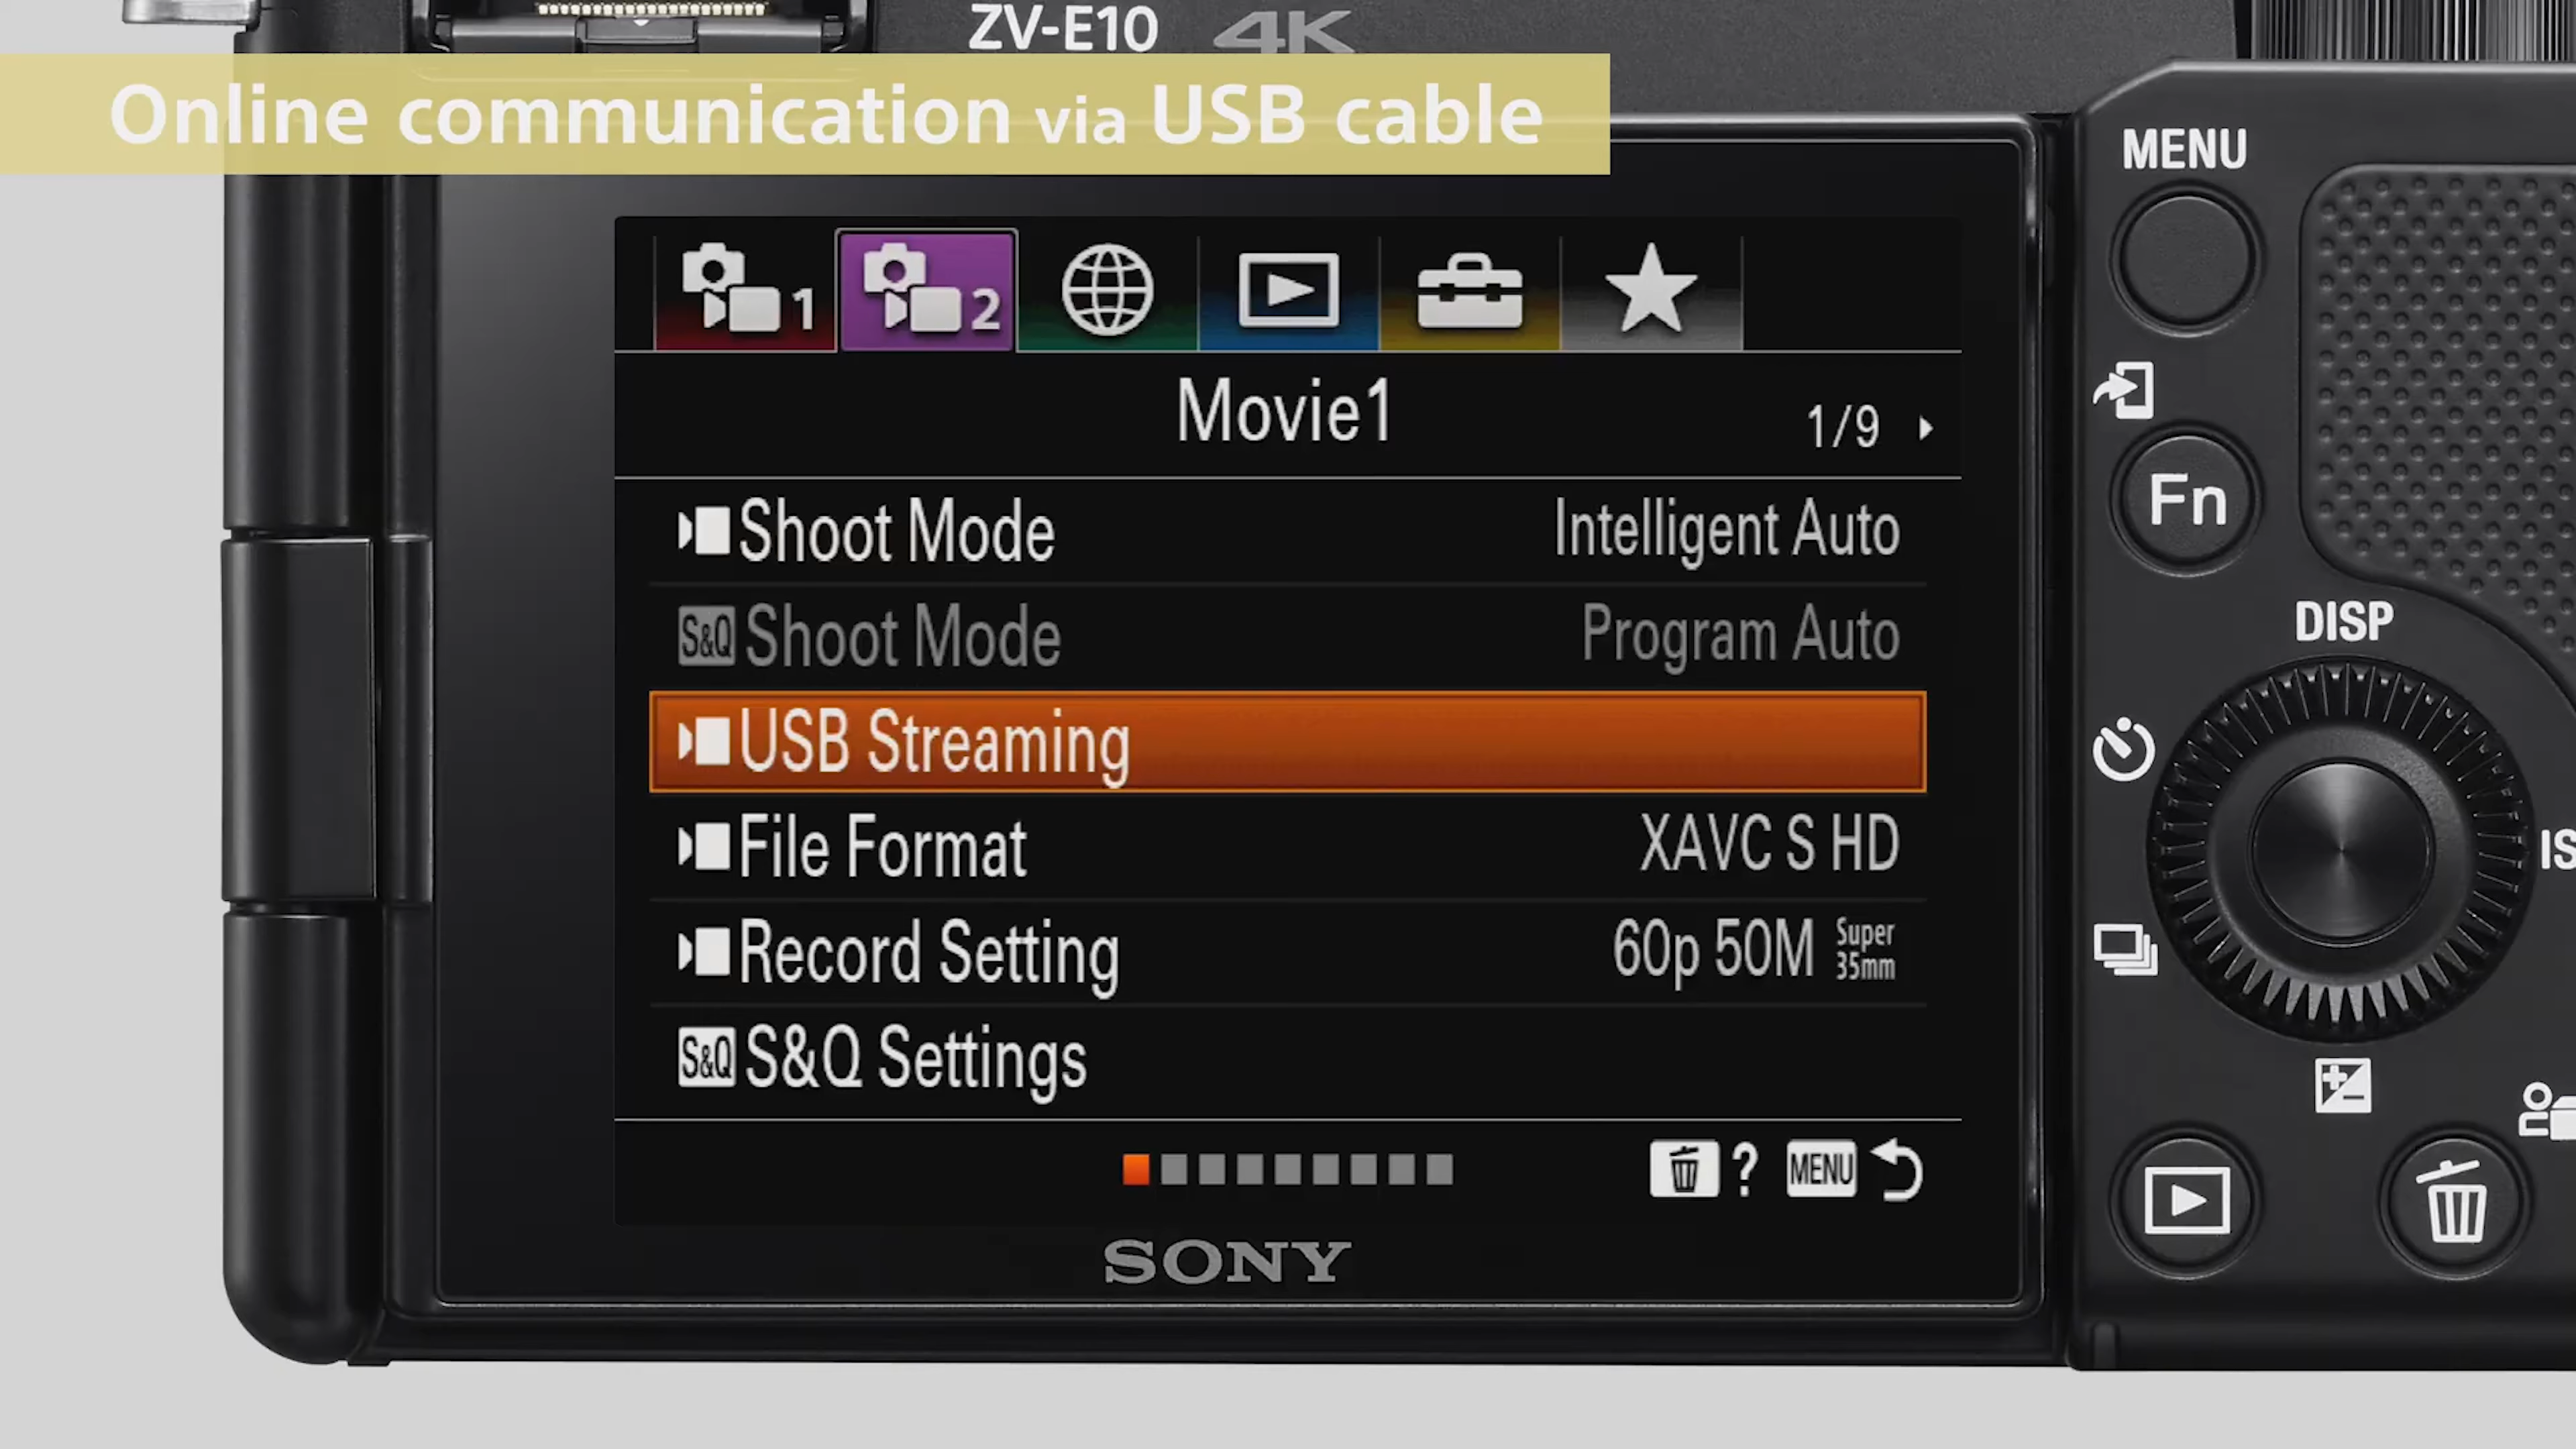 ZV-E10 4K
Online communication via USB cable
MENU
1
2
Movie1
1/9
Shoot Mode Intelligent Auto
S&Q Shoot Mode Program Auto
USB Streaming
File Format XAVC S HD
Record Setting 60p 50M Super 35mm
S&Q S&Q Settings
? MENU
SONY
Fn
DISP
IS